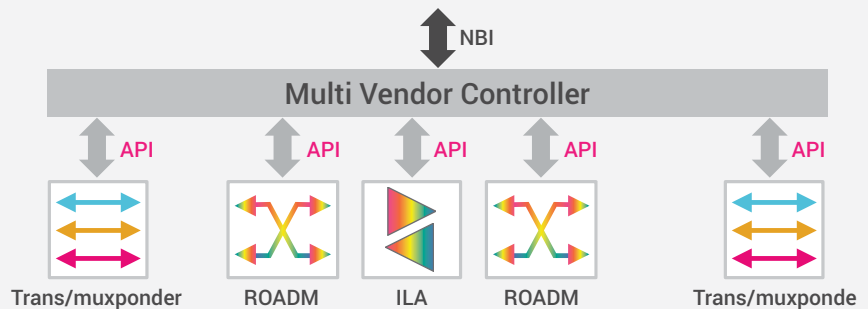 NBI
Multi Vendor Controller
API API API API API
Trans/muxponder ROADM ILA ROADM Trans/muxponde